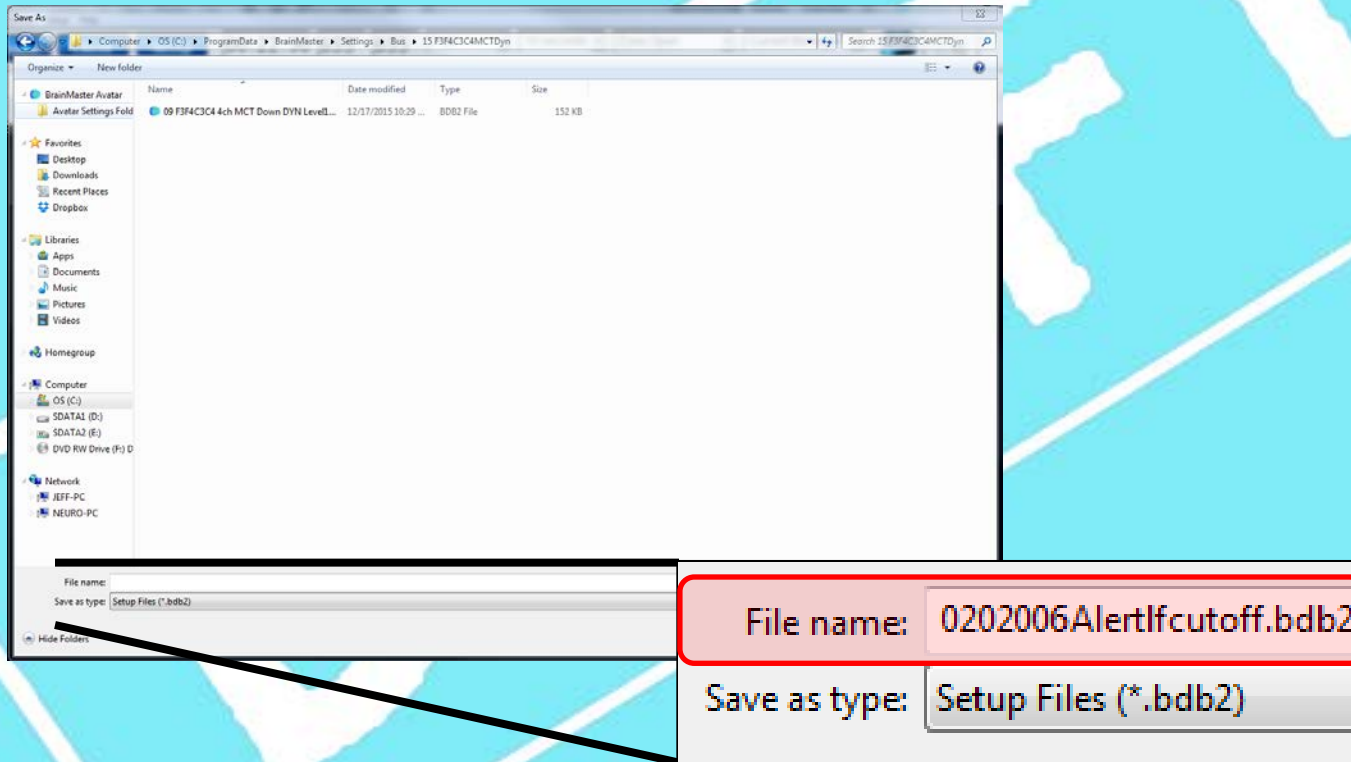 Save As
Computer ▸ OS (C:) ▸ ProgramData ▸ BrainMaster ▸ Settings ▸ Bus ▸ 15 F3F4C3C4MCTDyn
Search 15 F3F4C3C4MCTDyn
Organize
New folder
Name Date modified Type Size
BrainMaster Avatar
Avatar Settings Fold
09 F3F4C3C4 4ch MCT Down DYN Level1... 12/17/2015 10:29 ... BDB2 File 152 KB
Favorites
Desktop
Downloads
Recent Places
Dropbox
Libraries
Apps
Documents
Music
Pictures
Videos
Homegroup
Computer
OS (C:)
SDATA1 (D:)
SDATA2 (E:)
DVD RW Drive (F:) D
Network
JEFF-PC
NEURO-PC
File name:
Save as type: Setup Files (*.bdb2)
Hide Folders
File name: 0202006AlertIfcutoff.bdb2
Save as type: Setup Files (*.bdb2)